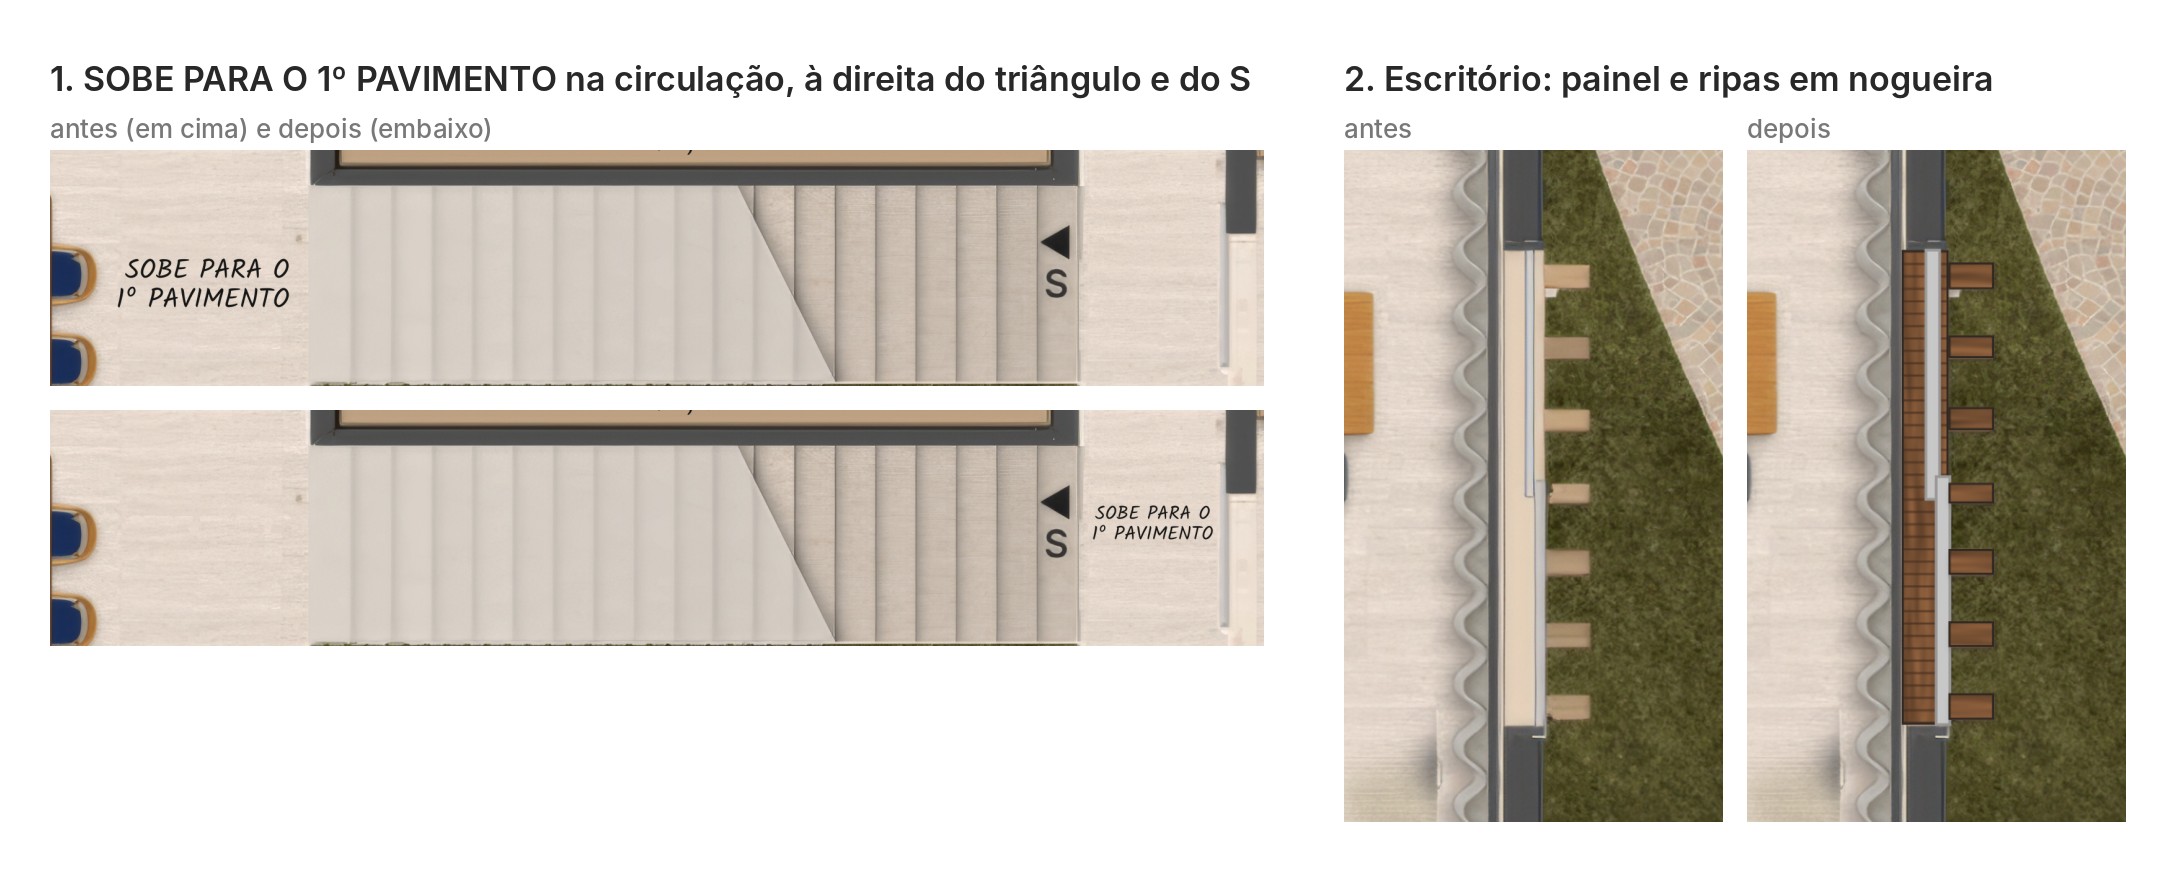 1. SOBE PARA O 1º PAVIMENTO na circulação, à direita do triângulo e do S
antes (em cima) e depois (embaixo)
SOBE PARA O
1º PAVIMENTO
S
S
SOBE PARA O
1º PAVIMENTO
2. Escritório: painel e ripas em nogueira
antes
depois